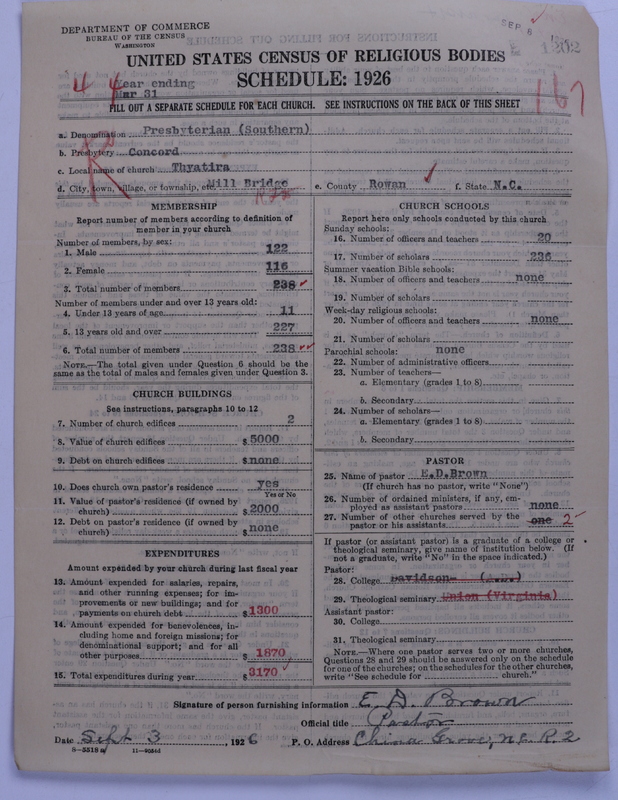 DEPARTMENT OF COMMERCE
BUREAU OF THE CENSUS
WASHINGTON
SEP 8
1202
UNITED STATES CENSUS OF RELIGIOUS BODIES
SCHEDULE: 1926
4 4
Year ending
Mar 31
167
FILL OUT A SEPARATE SCHEDULE FOR EACH CHURCH. SEE INSTRUCTIONS ON THE BACK OF THIS SHEET
a. Denomination Presbyterian (Southern)
b. Presbytery Concord
c. Local name of church Thyatira
d. City, town, village, or township, etc. Mill Bridge e. County Rowan f. State N.C.
MEMBERSHIP
Report number of members according to definition of
member in your church
Number of members, by sex:
1. Male 122
2. Female 116
3. Total number of members 238
Number of members under and over 13 years old:
4. Under 13 years of age 11
5. 13 years old and over 227
6. Total number of members 238
NOTE.—The total given under Question 6 should be
same as the total of males and females given under Question 3.
CHURCH BUILDINGS
See instructions, paragraphs 10 to 12
7. Number of church edifices 2
8. Value of church edifices $5000
9. Debt on church edifices $none
10. Does church own pastor's residence yes
Yes or No
11. Value of pastor's residence (if owned by
church) $2000
12. Debt on pastor's residence (if owned by
church) $none
EXPENDITURES
Amount expended by your church during last fiscal year
13. Amount expended for salaries, repairs,
and other running expenses; for im-
provements or new buildings; and for
payments on church debt $1300
14. Amount expended for benevolences, in-
cluding home and foreign missions; for
denominational support; and for all
other purposes $ 1870
15. Total expenditures during year $3170
CHURCH SCHOOLS
Report here only schools conducted by this church
Sunday schools:
16. Number of officers and teachers 20
17. Number of scholars 236
Summer vacation Bible schools:
18. Number of officers and teachers none
19. Number of scholars
Week-day religious schools:
20. Number of officers and teachers none
21. Number of scholars
Parochial schools: none
22. Number of administrative officers
23. Number of teachers—
a. Elementary (grades 1 to 8)
b. Secondary
24. Number of scholars—
a. Elementary (grades 1 to 8)
b. Secondary
PASTOR
25. Name of pastor E.D.Brown
(If church has no pastor, write "None")
26. Number of ordained ministers, if any, em-
ployed as assistant pastors none
27. Number of other churches served by the
pastor or his assistants one 2
If pastor (or assistant pastor) is a graduate of a college or
theological seminary, give name of institution below. (If
not a graduate, write "No" in the space indicated.)
Pastor:
28. College Davidson
29. Theological seminary Union (Virginia)
Assistant pastor:
30. College
31. Theological seminary
NOTE.—Where one pastor serves two or more churches,
Questions 28 and 29 should be answered only on the schedule
for one of the churches; on the schedules for the other churches,
write "See schedule for church."
Signature of person furnishing information E. D. Brown
Official title Pastor
Date Sept 3, 1926 P. O. Address China Grove, N.C. R. 2
8-5518 11-9556d